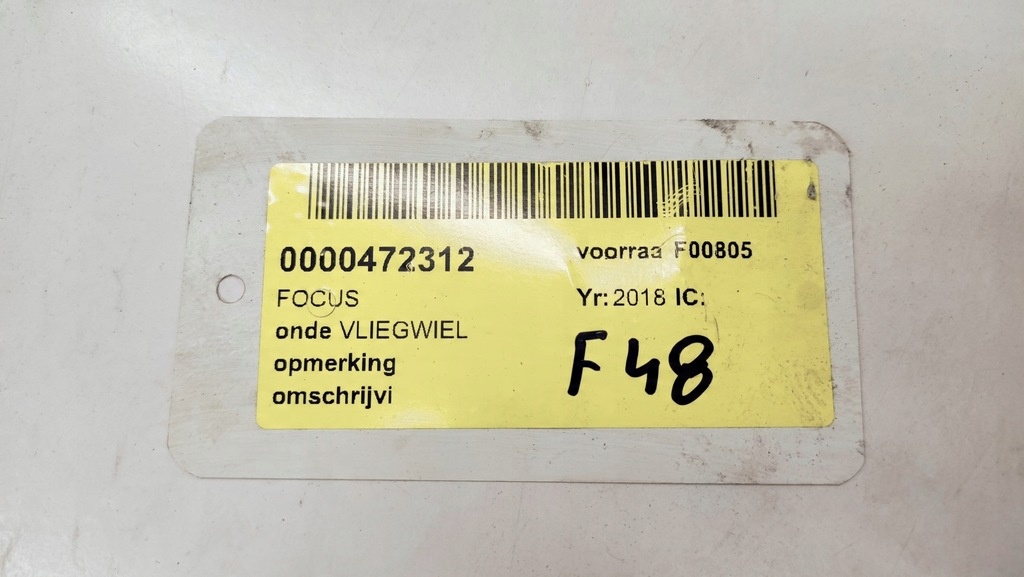 0000472312 voorraa F00805
FOCUS Yr: 2018 IC:
onde VLIEGWIEL
opmerking F48
omschrijvi